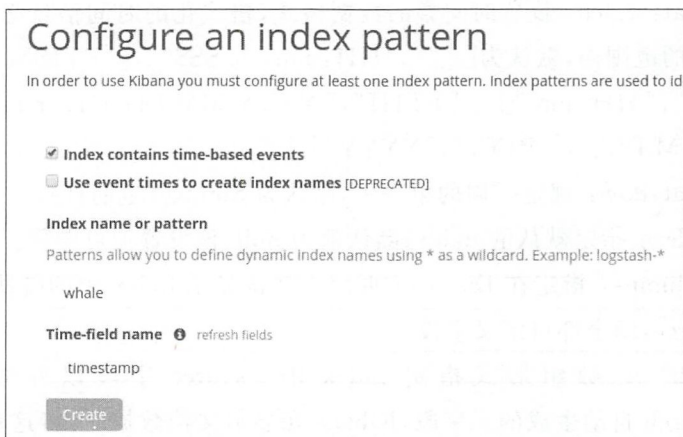 Configure an index pattern
In order to use Kibana you must configure at least one index pattern. Index patterns are used to id
Index contains time-based events
Use event times to create index names [DEPRECATED]
Index name or pattern
Patterns allow you to define dynamic index names using * as a wildcard. Example: logstash-*
whale
Time-field name refresh fields
timestamp
Create